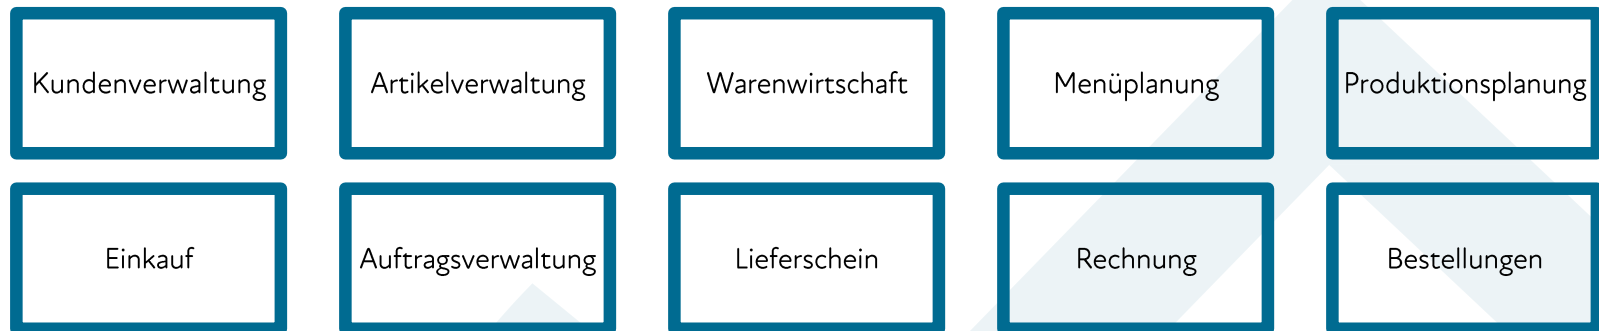 Kundenverwaltung
Artikelverwaltung
Warenwirtschaft
Menüplanung
Produktionsplanung
Einkauf
Auftragsverwaltung
Lieferschein
Rechnung
Bestellungen